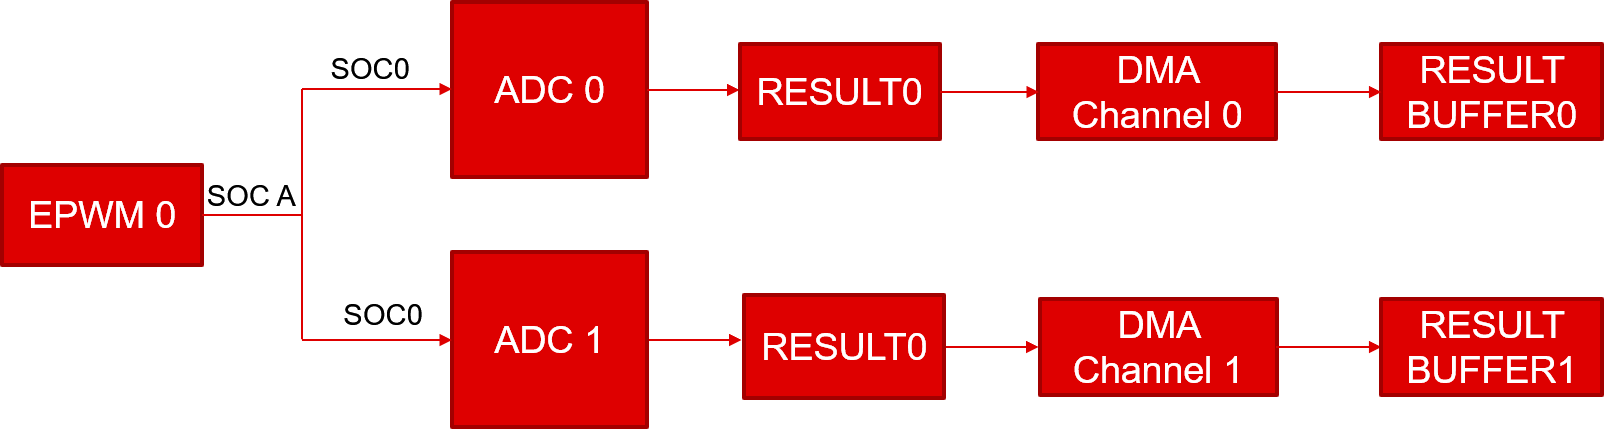 SOC0
ADC 0
RESULT0
DMA
Channel 0
RESULT
BUFFER0
EPWM 0
SOC A
SOC0
ADC 1
RESULT0
DMA
Channel 1
RESULT
BUFFER1